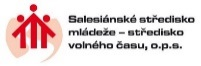 Salesiánské středisko
mládeže – středisko
volného času, o.p.s.